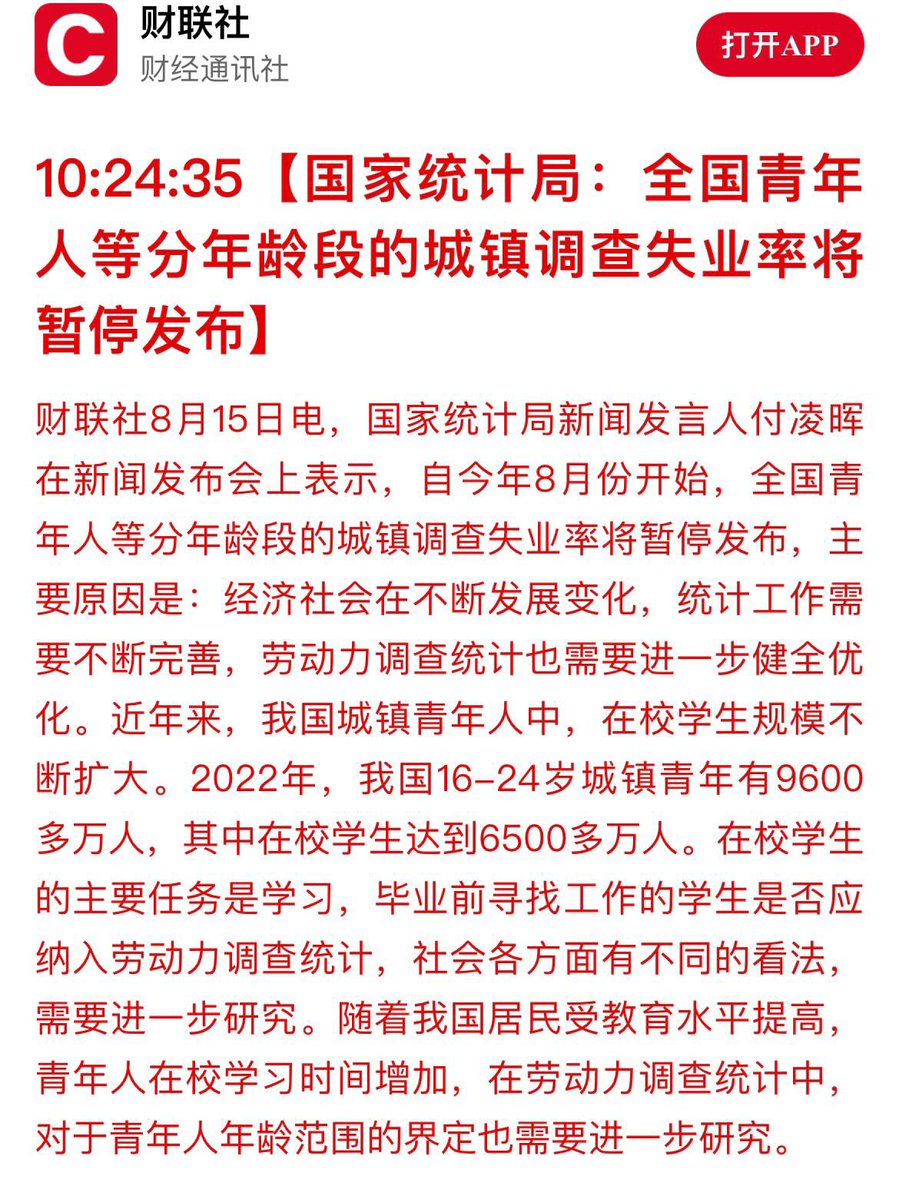 C
财联社
财经通讯社
打开APP
10:24:35【国家统计局：全国青年
人等分年龄段的城镇调查失业率将
暂停发布】
财联社8月15日电，国家统计局新闻发言人付凌晖
在新闻发布会上表示，自今年8月份开始，全国青
年人等分年龄段的城镇调查失业率将暂停发布，主
要原因是：经济社会在不断发展变化，统计工作需
要不断完善，劳动力调查统计也需要进一步健全优
化。近年来，我国城镇青年人中，在校学生规模不
断扩大。2022年，我国16-24岁城镇青年有9600
多万人，其中在校学生达到6500多万人。在校学生
的主要任务是学习，毕业前寻找工作的学生是否应
纳入劳动力调查统计，社会各方面有不同的看法，
需要进一步研究。随着我国居民受教育水平提高，
青年人在校学习时间增加，在劳动力调查统计中，
对于青年人年龄范围的界定也需要进一步研究。